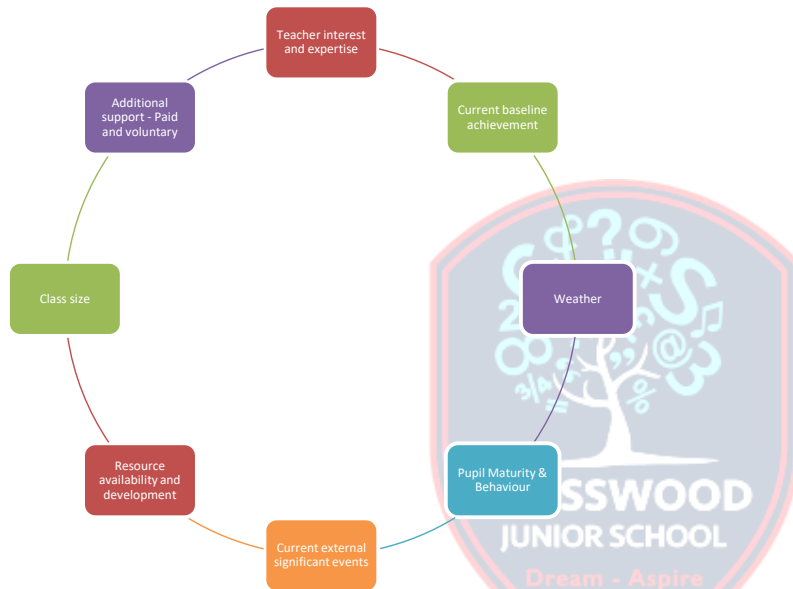 Teacher interest
and expertise
Current baseline
achievement
Weather
Pupil Maturity &
Behaviour
Current external
significant events
Resource
availability and
development
Class size
Additional
support - Paid
and voluntary
SSWOOD
JUNIOR SCHOOL
Dream - Aspire